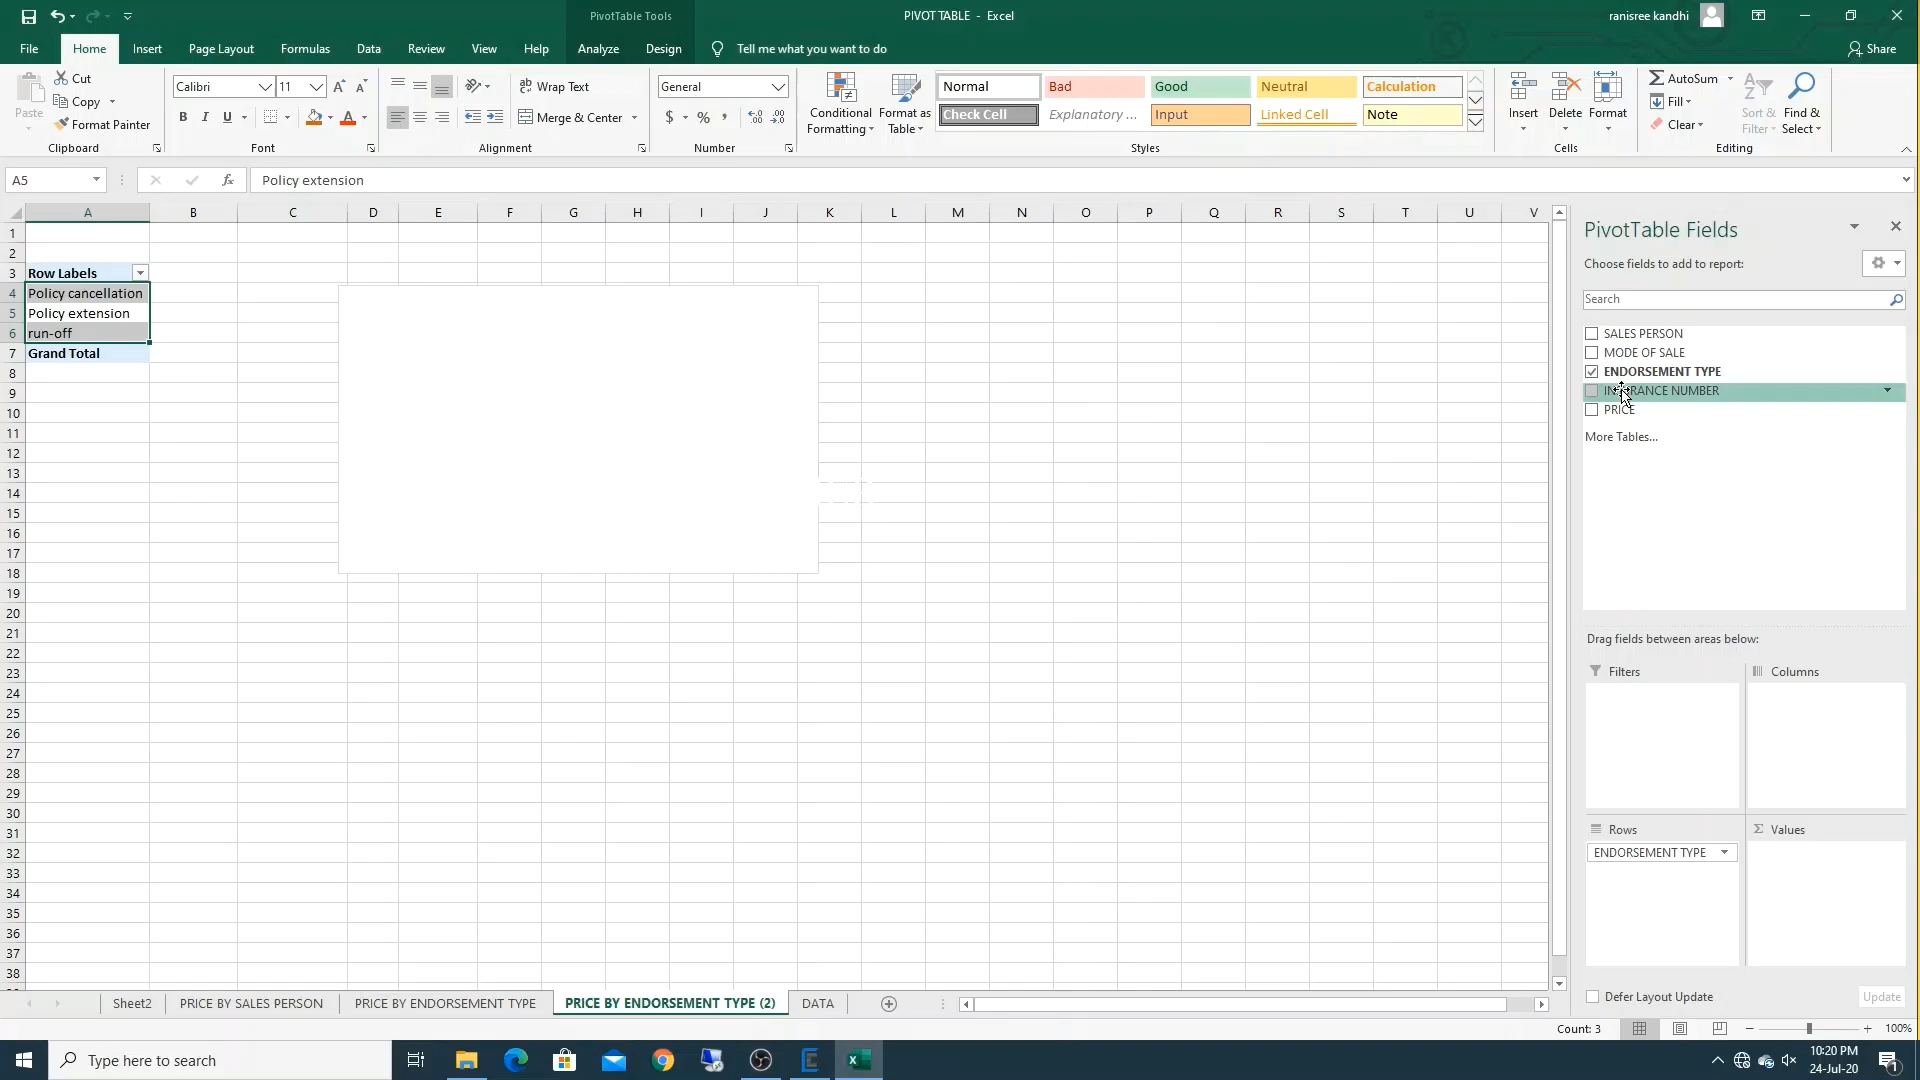 PivotTable Tools
PIVOT TABLE - Excel
ranisree kandhi
File Home Insert Page Layout Formulas Data Review View Help Analyze Design Tell me what you want to do Share
Paste
Cut
Copy
Format Painter
Clipboard
Calibri 11
B I U
Font
Wrap Text
Merge & Center
Alignment
General
$ % ,
Number
Conditional Formatting
Format as Table
Normal Bad Good Neutral Calculation
Check Cell Explanatory ... Input Linked Cell Note
Styles
Insert Delete Format
Cells
AutoSum
Fill
Clear
Sort & Filter
Find & Select
Editing
A5 fx Policy extension
A B C D E F G H I J K L M N O P Q R S T U V
1
2
3 Row Labels
4 Policy cancellation
5 Policy extension
6 run-off
7 Grand Total
8
9
10
11
12
13
14
15
16
17
18
19
20
21
22
23
24
25
26
27
28
29
30
31
32
33
34
35
36
37
38
PivotTable Fields
Choose fields to add to report:
Search
SALES PERSON
MODE OF SALE
ENDORSEMENT TYPE
INSURANCE NUMBER
PRICE
More Tables...
Drag fields between areas below:
Filters Columns
Rows Σ Values
ENDORSEMENT TYPE
Defer Layout Update Update
Sheet2 PRICE BY SALES PERSON PRICE BY ENDORSEMENT TYPE PRICE BY ENDORSEMENT TYPE (2) DATA
Count: 3 100%
Type here to search
10:20 PM
24-Jul-20
1